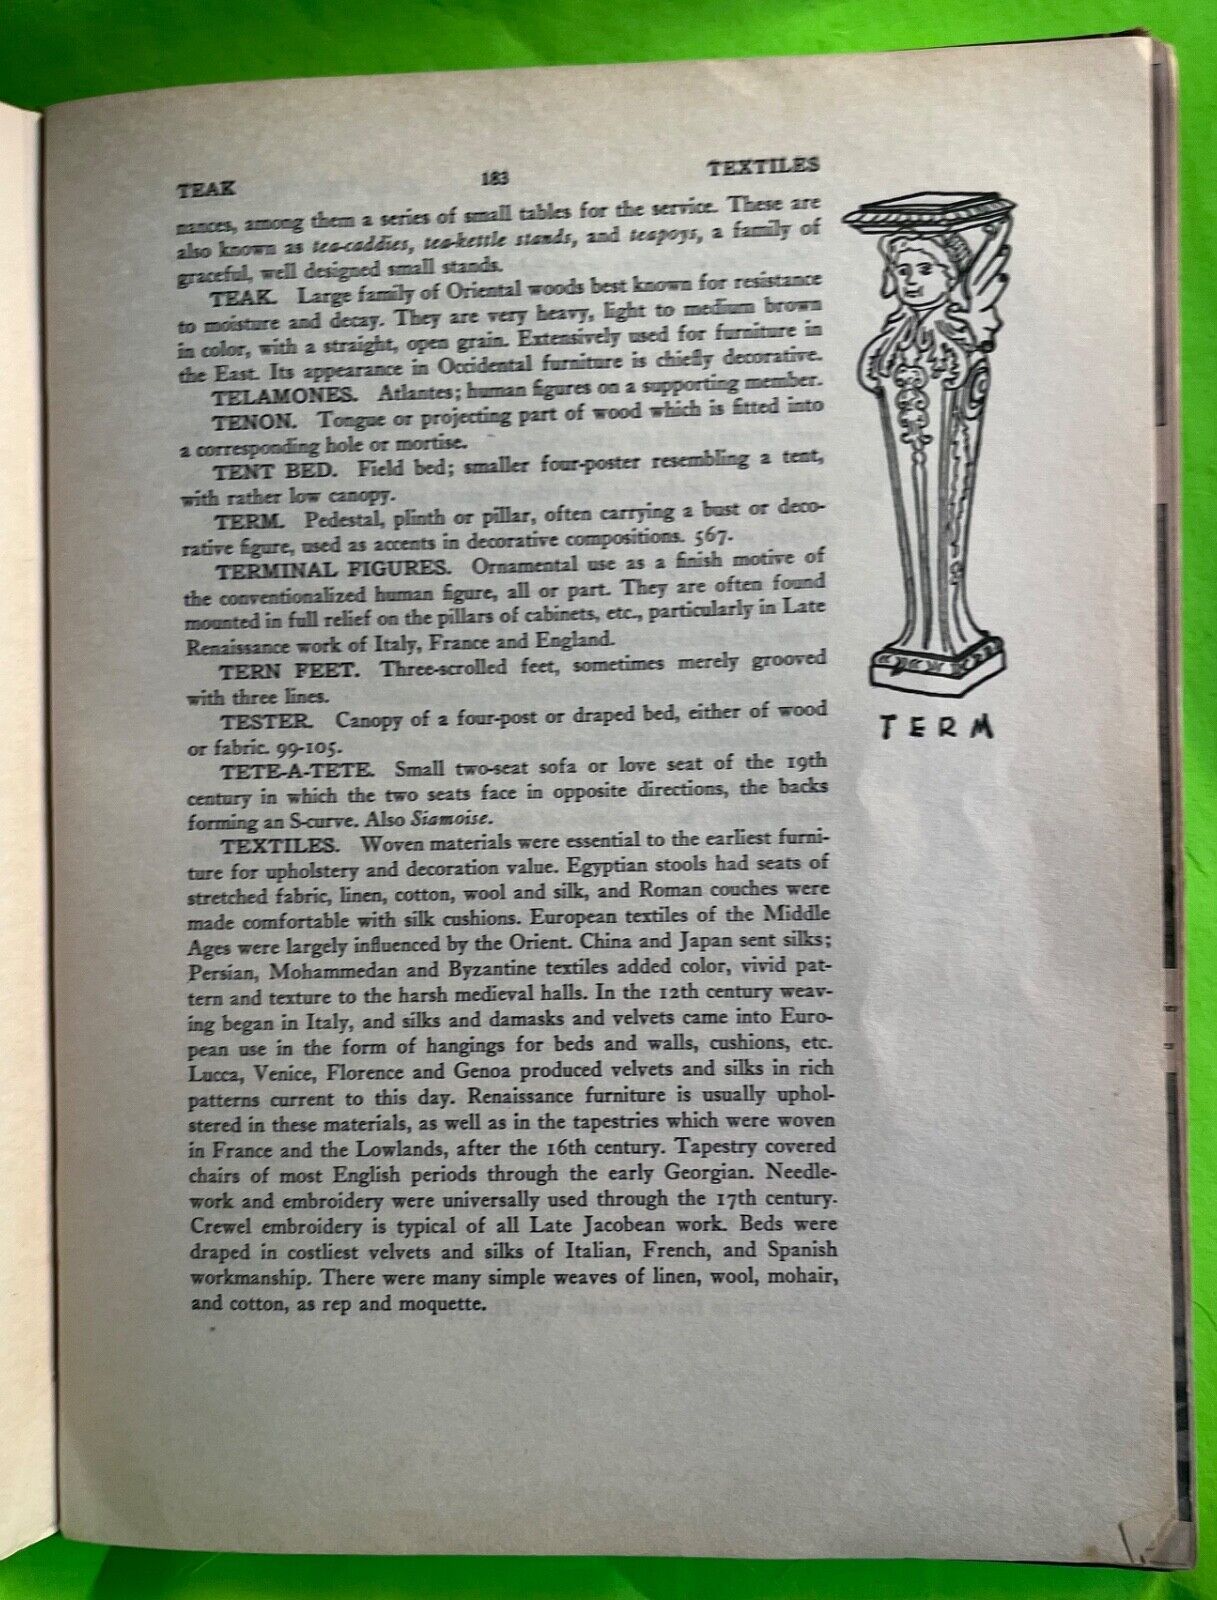 TEAK 183 TEXTILES
nances, among them a series of small tables for the service. These are
also known as tea-caddies, tea-kettle stands, and teapoys, a family of
graceful, well designed small stands.
TEAK. Large family of Oriental woods best known for resistance
to moisture and decay. They are very heavy, light to medium brown
in color, with a straight, open grain. Extensively used for furniture in
the East. Its appearance in Occidental furniture is chiefly decorative.
TELAMONES. Atlantes; human figures on a supporting member.
TENON. Tongue or projecting part of wood which is fitted into
a corresponding hole or mortise.
TENT BED. Field bed; smaller four-poster resembling a tent,
with rather low canopy.
TERM. Pedestal, plinth or pillar, often carrying a bust or deco-
rative figure, used as accents in decorative compositions. 567.
TERMINAL FIGURES. Ornamental use as a finish motive of
the conventionalized human figure, all or part. They are often found
mounted in full relief on the pillars of cabinets, etc., particularly in Late
Renaissance work of Italy, France and England.
TERN FEET. Three-scrolled feet, sometimes merely grooved
with three lines.
TESTER. Canopy of a four-post or draped bed, either of wood
or fabric. 99-105.
TETE-A-TETE. Small two-seat sofa or love seat of the 19th
century in which the two seats face in opposite directions, the backs
forming an S-curve. Also Siamoise.
TEXTILES. Woven materials were essential to the earliest furni-
ture for upholstery and decoration value. Egyptian stools had seats of
stretched fabric, linen, cotton, wool and silk, and Roman couches were
made comfortable with silk cushions. European textiles of the Middle
Ages were largely influenced by the Orient. China and Japan sent silks;
Persian, Mohammedan and Byzantine textiles added color, vivid pat-
tern and texture to the harsh medieval halls. In the 12th century weav-
ing began in Italy, and silks and damasks and velvets came into Euro-
pean use in the form of hangings for beds and walls, cushions, etc.
Lucca, Venice, Florence and Genoa produced velvets and silks in rich
patterns current to this day. Renaissance furniture is usually uphol-
stered in these materials, as well as in the tapestries which were woven
in France and the Lowlands, after the 16th century. Tapestry covered
chairs of most English periods through the early Georgian. Needle-
work and embroidery were universally used through the 17th century.
Crewel embroidery is typical of all Late Jacobean work. Beds were
draped in costliest velvets and silks of Italian, French, and Spanish
workmanship. There were many simple weaves of linen, wool, mohair,
and cotton, as rep and moquette.
TERM